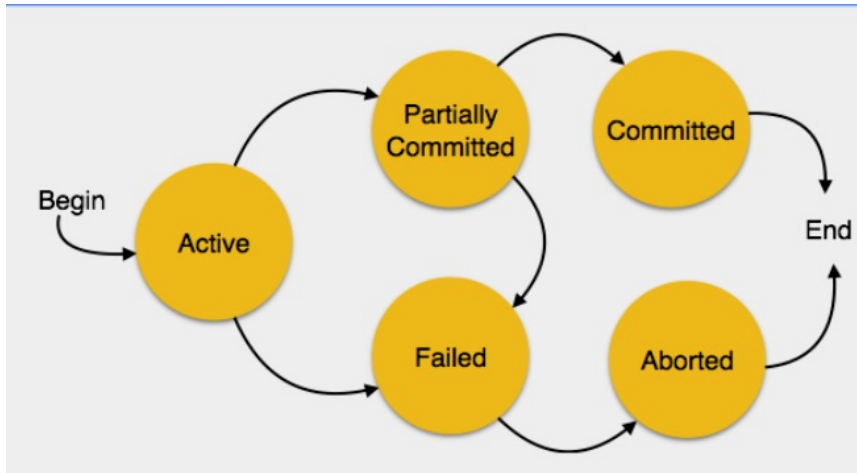 Begin
Active
Partially
Committed
Committed
Failed
Aborted
End